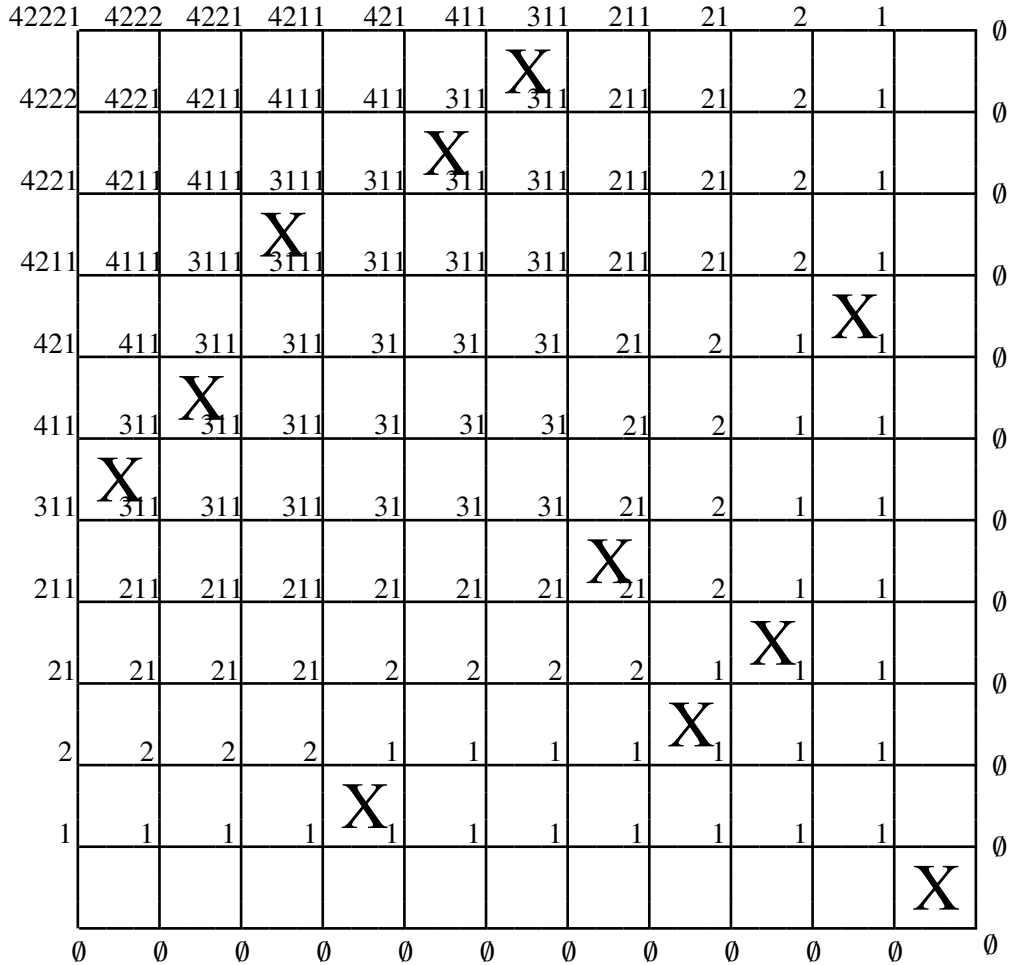 42221 4222 4221 4211 421 411 311 211 21 2 1 ∅
X
4222 4221 4211 4111 411 311 311 211 21 2 1 ∅
X
4221 4211 4111 3111 311 311 311 211 21 2 1 ∅
X
4211 4111 3111 3111 311 311 311 211 21 2 1 ∅
X
421 411 311 311 31 31 31 21 2 1 1 ∅
X
411 311 311 311 31 31 31 21 2 1 1 ∅
X
311 311 311 311 31 31 31 21 2 1 1 ∅
X
211 211 211 211 21 21 21 21 2 1 1 ∅
X
21 21 21 21 2 2 2 2 1 1 1 ∅
X
2 2 2 2 1 1 1 1 1 1 1 ∅
X
1 1 1 1 1 1 1 1 1 1 1 ∅
X
∅ ∅ ∅ ∅ ∅ ∅ ∅ ∅ ∅ ∅ ∅ ∅